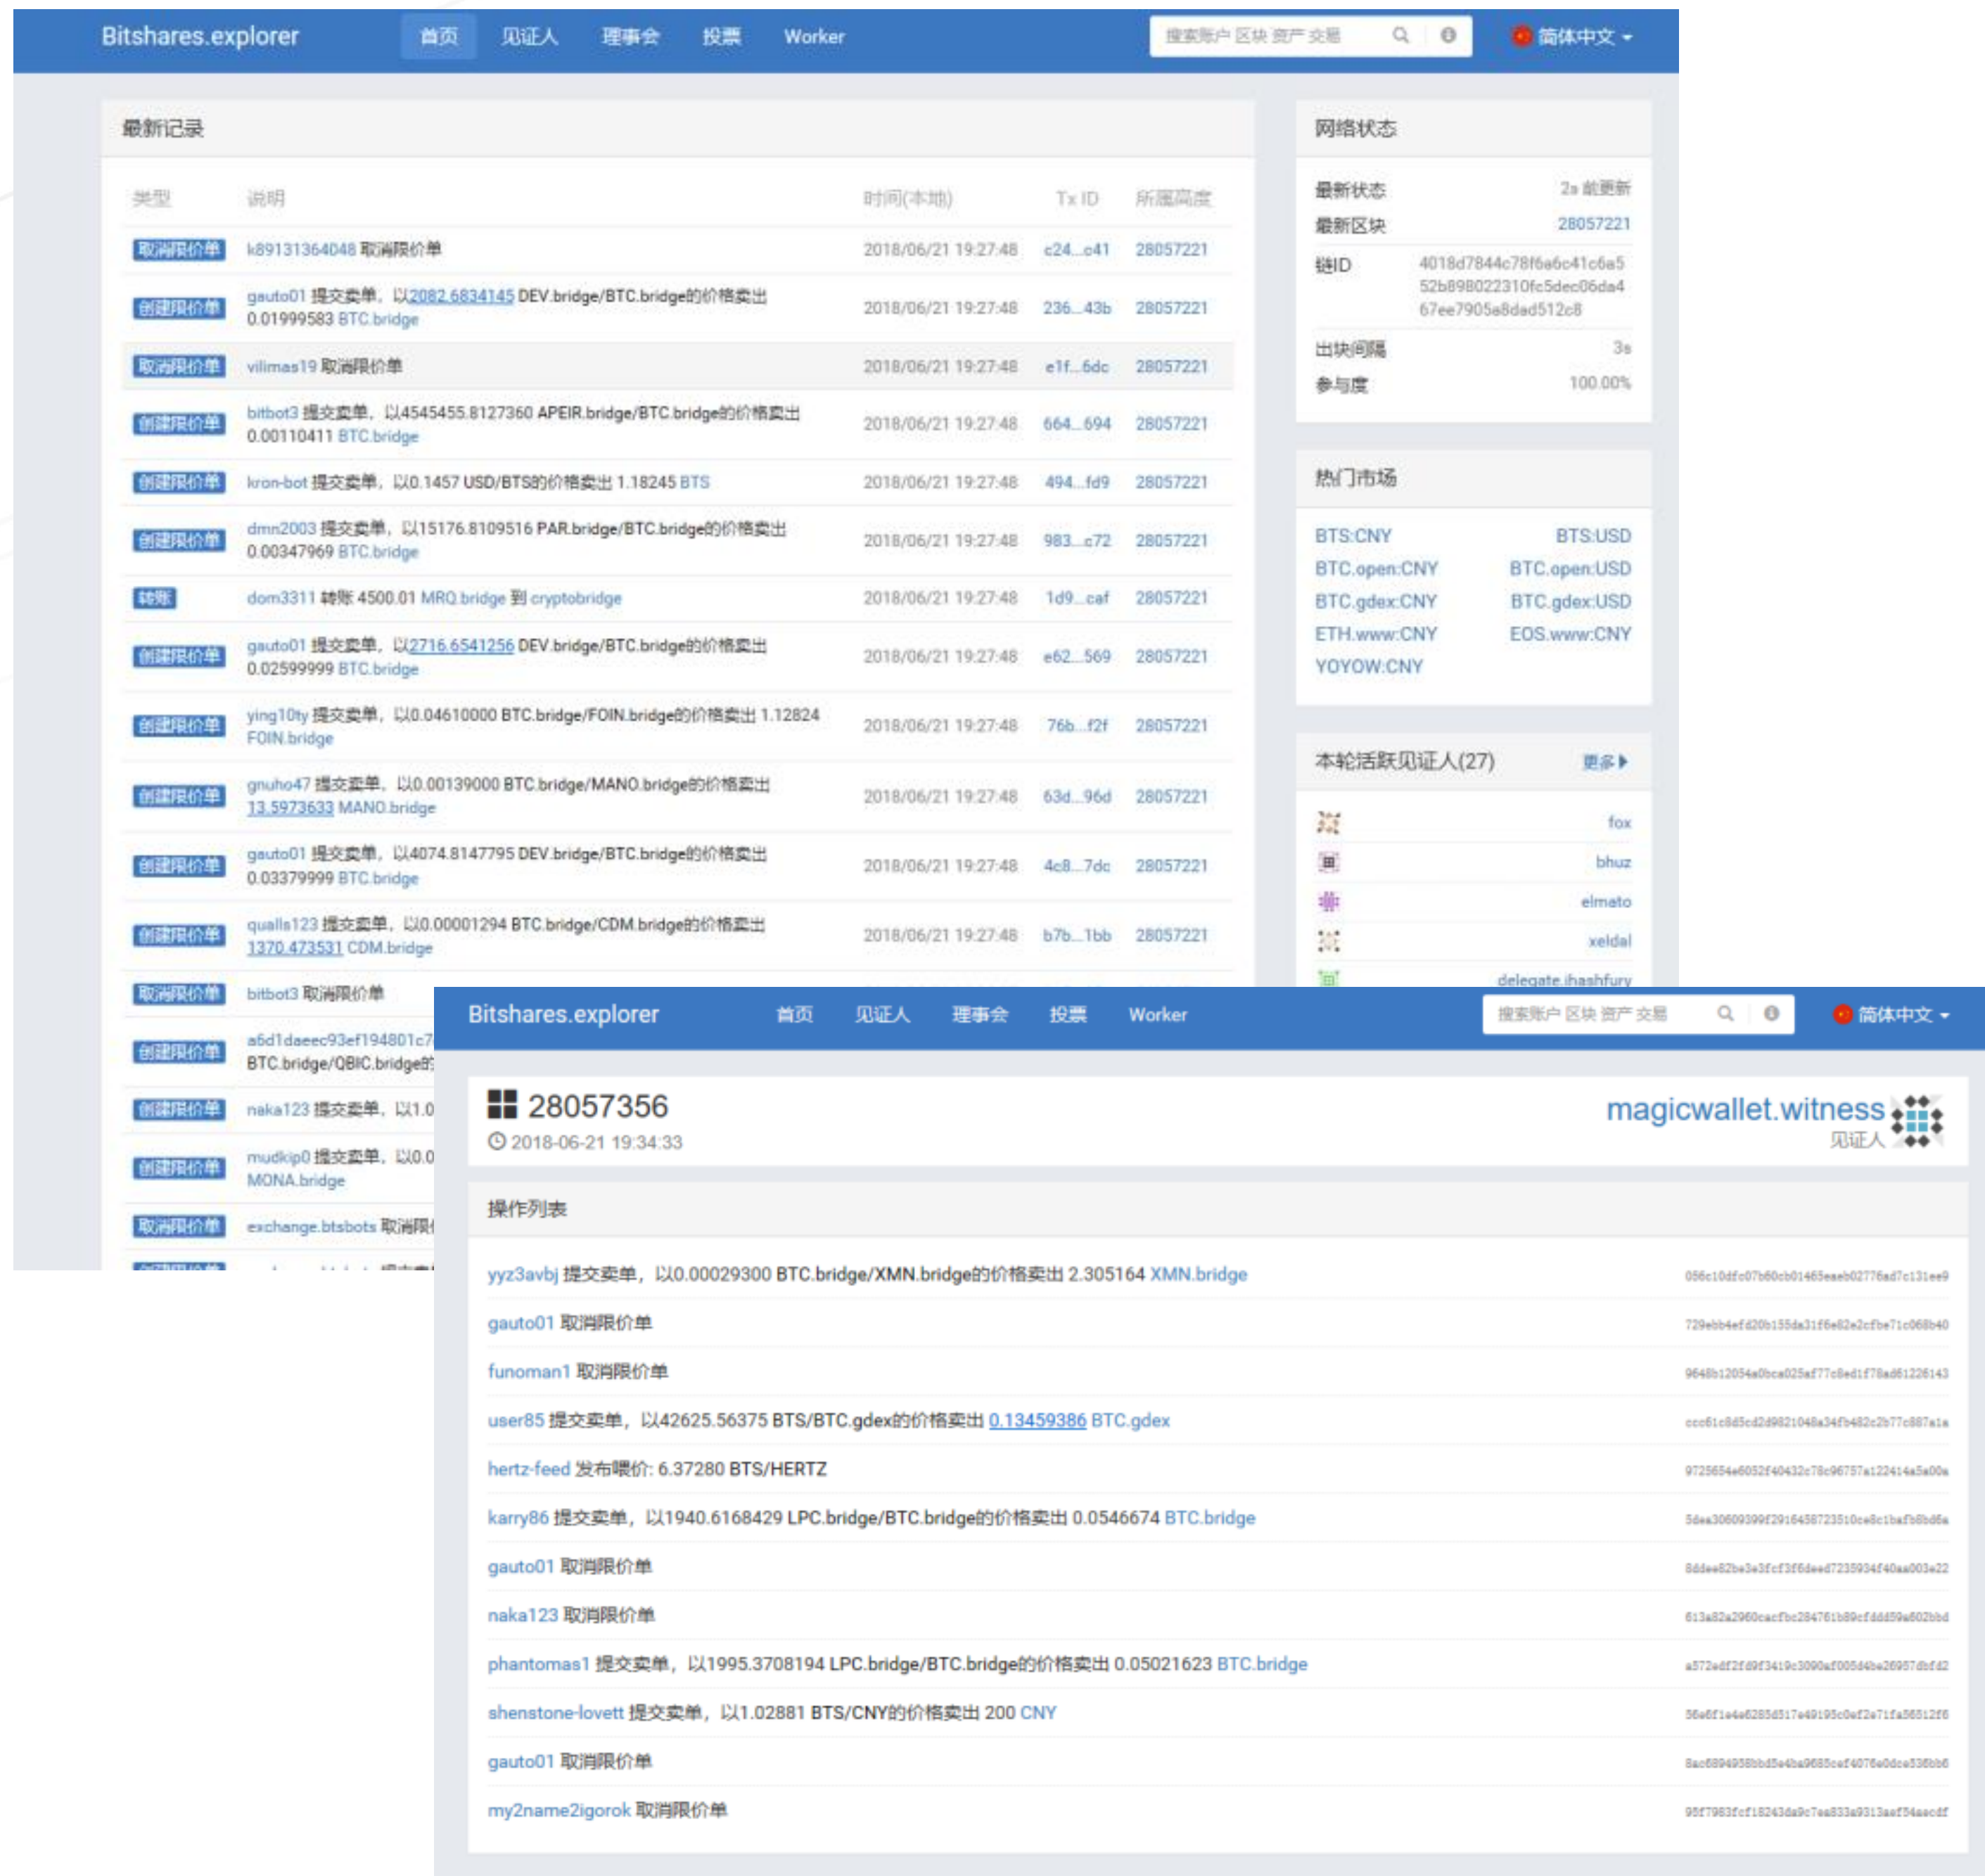 Bitshares.explorer 首页 见证人 理事会 投票 Worker 搜索账户 区块 资产 交易 简体中文
最新记录
类型 说明 时间(本地) Tx ID 所属高度
取消限价单 k89131364048 取消限价单 2018/06/21 19:27:48 c24...c41 28057221
创建限价单 gauto01 提交卖单，以2082.6834145 DEV.bridge/BTC.bridge的价格卖出
0.01999583 BTC.bridge 2018/06/21 19:27:48 236...43b 28057221
取消限价单 vilimas19 取消限价单 2018/06/21 19:27:48 e1f...6dc 28057221
创建限价单 bitbot3 提交卖单，以4545455.8127360 APEIR.bridge/BTC.bridge的价格卖出
0.00110411 BTC.bridge 2018/06/21 19:27:48 664...694 28057221
创建限价单 kron-bot 提交卖单，以0.1457 USD/BTS的价格卖出 1.18245 BTS 2018/06/21 19:27:48 494...fd9 28057221
创建限价单 dmn2003 提交卖单，以15176.8109516 PAR.bridge/BTC.bridge的价格卖出
0.00347969 BTC.bridge 2018/06/21 19:27:48 983...c72 28057221
转账 dom3311 转账 4500.01 MRQ.bridge 到 cryptobridge 2018/06/21 19:27:48 1d9...caf 28057221
创建限价单 gauto01 提交卖单，以2716.6541256 DEV.bridge/BTC.bridge的价格卖出
0.02599999 BTC.bridge 2018/06/21 19:27:48 e62...569 28057221
创建限价单 ying10ty 提交卖单，以0.04610000 BTC.bridge/FOIN.bridge的价格卖出 1.12824
FOIN.bridge 2018/06/21 19:27:48 76b...f2f 28057221
创建限价单 gnuho47 提交卖单，以0.00139000 BTC.bridge/MANO.bridge的价格卖出
13.5973633 MANO.bridge 2018/06/21 19:27:48 63d...96d 28057221
创建限价单 gauto01 提交卖单，以4074.8147795 DEV.bridge/BTC.bridge的价格卖出
0.03379999 BTC.bridge 2018/06/21 19:27:48 4c8...7dc 28057221
创建限价单 qualls123 提交卖单，以0.00001294 BTC.bridge/CDM.bridge的价格卖出
1370.473531 CDM.bridge 2018/06/21 19:27:48 b7b...1bb 28057221
取消限价单 bitbot3 取消限价单
创建限价单 a6d1daeec93ef194801c7
BTC.bridge/QBIC.bridge的
创建限价单 naka123 提交卖单，以1.0
创建限价单 mudkip0 提交卖单，以0.0
MONA.bridge
取消限价单 exchange.btsbots 取消限
网络状态
最新状态 2s 前更新
最新区块 28057221
链ID 4018d7844c78f6a6c41c6a5
52b898022310fc5dec06da4
67ee7905a8dad512c8
出块间隔 3s
参与度 100.00%
热门市场
BTS:CNY BTS:USD
BTC.open:CNY BTC.open:USD
BTC.gdex:CNY BTC.gdex:USD
ETH.www:CNY EOS.www:CNY
YOYOW:CNY
本轮活跃见证人(27) 更多
fox
bhuz
elmato
xeldal
delegate.ihashfury
Bitshares.explorer 首页 见证人 理事会 投票 Worker 搜索账户 区块 资产 交易 简体中文
28057356 magicwallet.witness
2018-06-21 19:34:33 见证人
操作列表
yyz3avbj 提交卖单，以0.00029300 BTC.bridge/XMN.bridge的价格卖出 2.305164 XMN.bridge
gauto01 取消限价单
funoman1 取消限价单
user85 提交卖单，以42625.56375 BTS/BTC.gdex的价格卖出 0.13459386 BTC.gdex
hertz-feed 发布喂价: 6.37280 BTS/HERTZ
karry86 提交卖单，以1940.6168429 LPC.bridge/BTC.bridge的价格卖出 0.0546674 BTC.bridge
gauto01 取消限价单
naka123 取消限价单
phantomas1 提交卖单，以1995.3708194 LPC.bridge/BTC.bridge的价格卖出 0.05021623 BTC.bridge
shenstone-lovett 提交卖单，以1.02881 BTS/CNY的价格卖出 200 CNY
gauto01 取消限价单
my2name2igorok 取消限价单